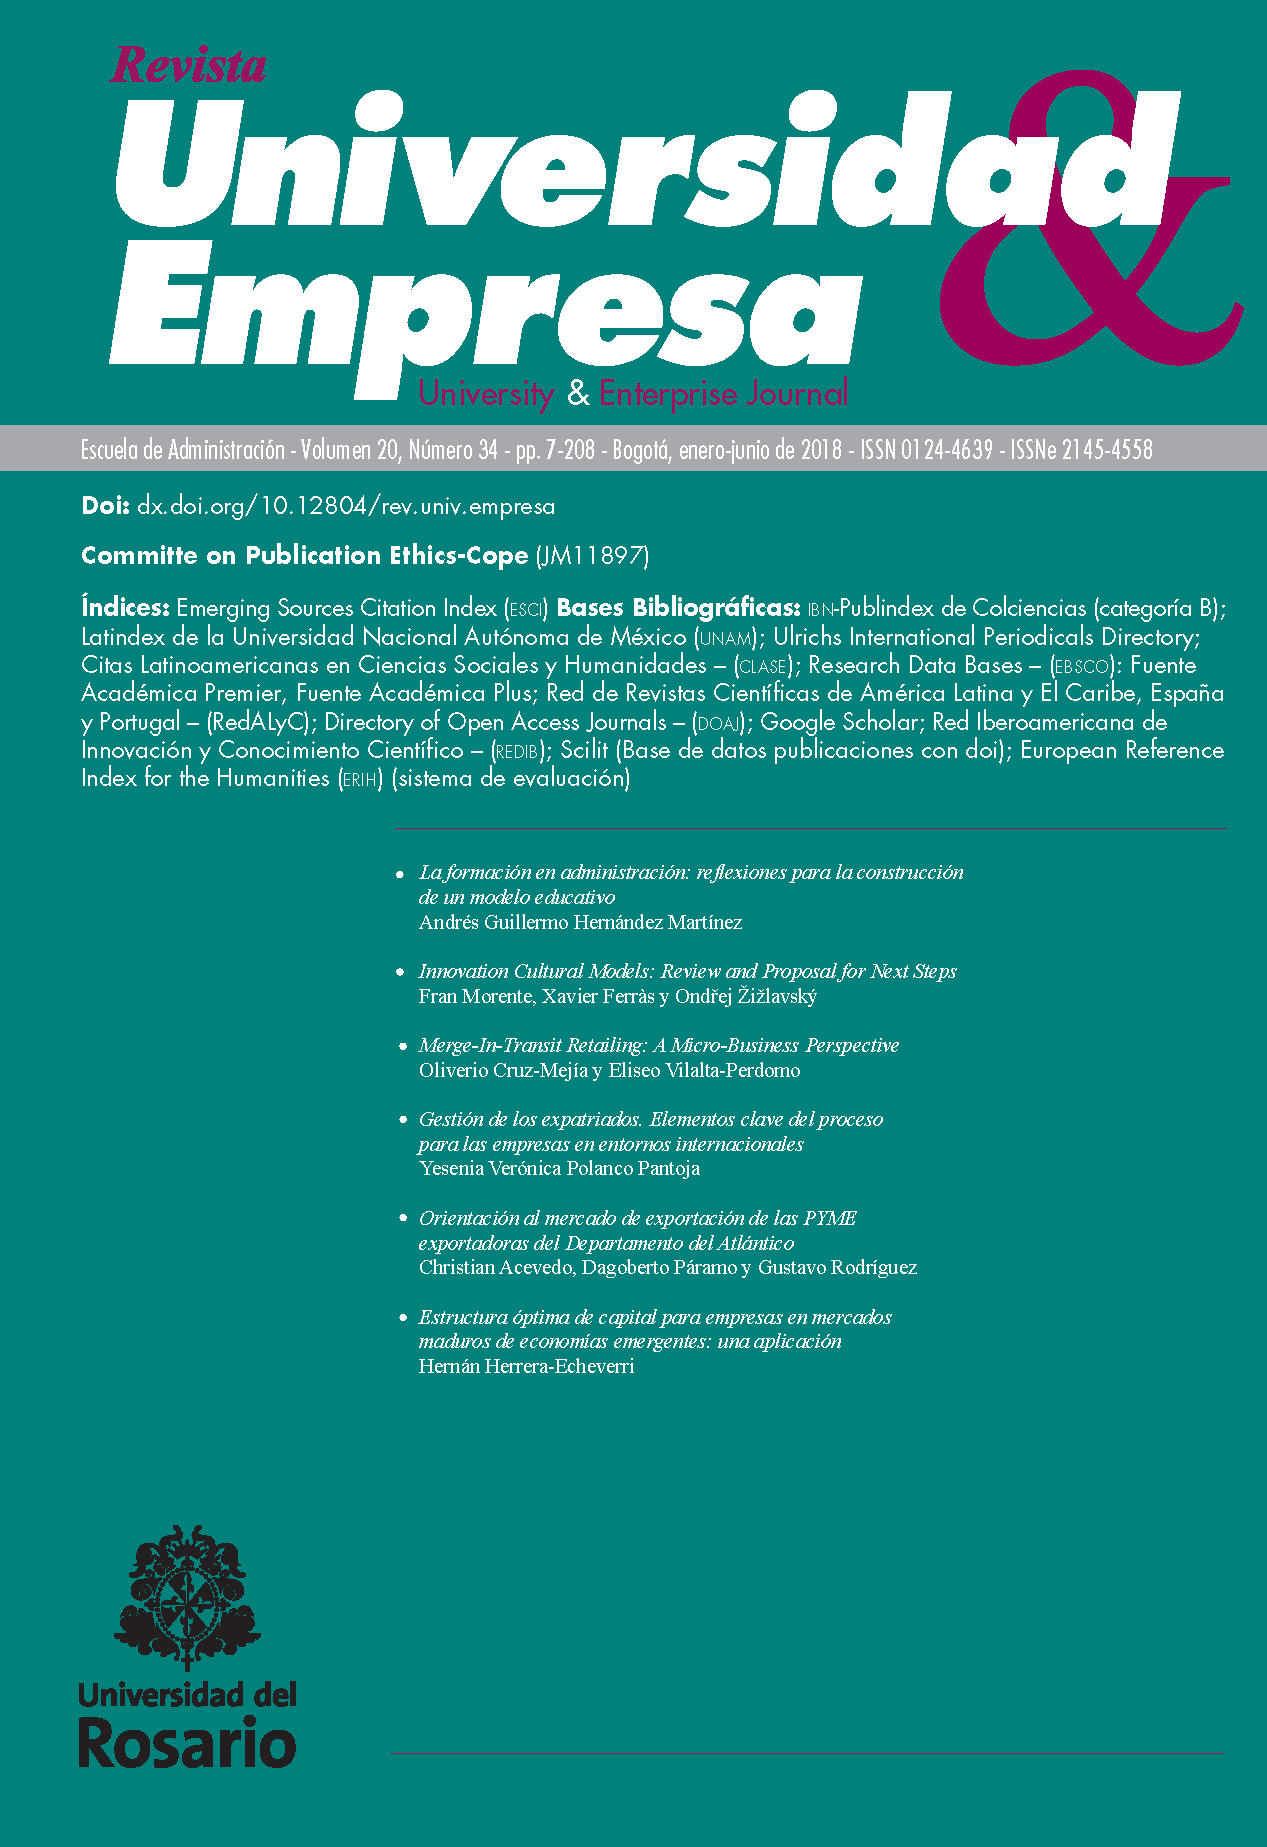 Revista
Universidad &
Empresa
University & Enterprise Journal
Escuela de Administración - Volumen 20, Número 34 - pp. 7-208 - Bogotá, enero-junio de 2018 - ISSN 0124-4639 - ISSNe 2145-4558
Doi: dx.doi.org/10.12804/rev.univ.empresa
Committe on Publication Ethics-Cope (JM11897)
Índices: Emerging Sources Citation Index (ESCI) Bases Bibliográficas: IBN-Publindex de Colciencias (categoría B);
Latindex de la Universidad Nacional Autónoma de México (UNAM); Ulrichs International Periodicals Directory;
Citas Latinoamericanas en Ciencias Sociales y Humanidades – (CLASE); Research Data Bases – (EBSCO): Fuente
Académica Premier, Fuente Académica Plus; Red de Revistas Científicas de América Latina y El Caribe, España
y Portugal – (RedALyC); Directory of Open Access Journals – (DOAJ); Google Scholar; Red Iberoamericana de
Innovación y Conocimiento Científico – (REDIB); Scilit (Base de datos publicaciones con doi); European Reference
Index for the Humanities (ERIH) (sistema de evaluación)
• La formación en administración: reflexiones para la construcción
de un modelo educativo
Andrés Guillermo Hernández Martínez
• Innovation Cultural Models: Review and Proposal for Next Steps
Fran Morente, Xavier Ferràs y Ondřej Žižlavský
• Merge-In-Transit Retailing: A Micro-Business Perspective
Oliverio Cruz-Mejía y Eliseo Vilalta-Perdomo
• Gestión de los expatriados. Elementos clave del proceso
para las empresas en entornos internacionales
Yesenia Verónica Polanco Pantoja
• Orientación al mercado de exportación de las PYME
exportadoras del Departamento del Atlántico
Christian Acevedo, Dagoberto Páramo y Gustavo Rodríguez
• Estructura óptima de capital para empresas en mercados
maduros de economías emergentes: una aplicación
Hernán Herrera-Echeverri
Universidad del
Rosario